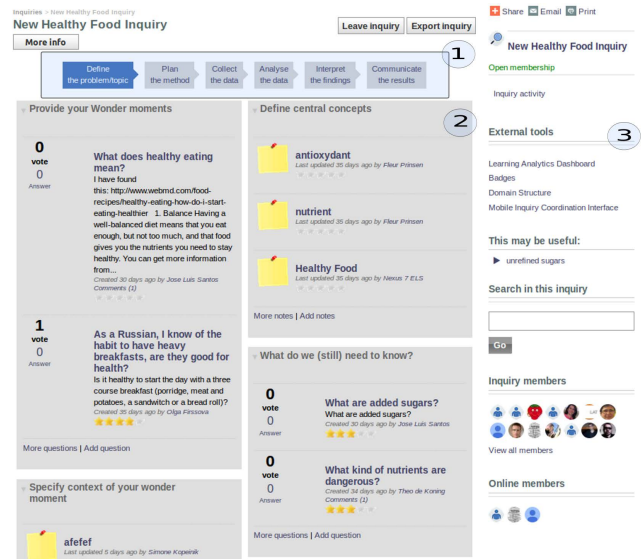 Inquiries > New Healthy Food Inquiry
New Healthy Food Inquiry
Leave inquiry Export inquiry
More info
1
Define
the problem/topic
Plan
the method
Collect
the data
Analyse
the data
Interpret
the findings
Communicate
the results
Provide your Wonder moments
0
vote
0
Answer
What does healthy eating
mean?
I have found
this: http://www.webmd.com/food-
recipes/healthy-eating-how-do-i-start-
eating-healthier 1. Balance Having a
well-balanced diet means that you eat
enough, but not too much, and that food
gives you the nutrients you need to stay
healthy. You can get more information
from...
Created 30 days ago by Jose Luis Santos
Comments (1)
1
vote
0
Answer
As a Russian, I know of the
habit to have heavy
breakfasts, are they good for
health?
Is it healthy to start the day with a three
course breakfast (porridge, meat and
potatoes, a sandwitch or a bread roll)?
Created 35 days ago by Olga Firssova
More questions | Add question
Specify context of your wonder
moment
afefef
Last updated 5 days ago by Simone Kopeinik
Define central concepts
2
antioxydant
Last updated 35 days ago by Fleur Prinsen
nutrient
Last updated 35 days ago by Fleur Prinsen
Healthy Food
Last updated 35 days ago by Nexus 7 ELS
More notes | Add notes
What do we (still) need to know?
0
vote
0
Answer
What are added sugars?
What are added sugars?
Created 30 days ago by Jose Luis Santos
0
vote
0
Answer
What kind of nutrients are
dangerous?
Created 34 days ago by Theo de Koning
Comments (1)
More questions | Add question
Share Email Print
New Healthy Food Inquiry
Open membership
Inquiry activity
External tools
3
Learning Analytics Dashboard
Badges
Domain Structure
Mobile Inquiry Coordination Interface
This may be useful:
unrefined sugars
Search in this inquiry
Go
Inquiry members
View all members
Online members